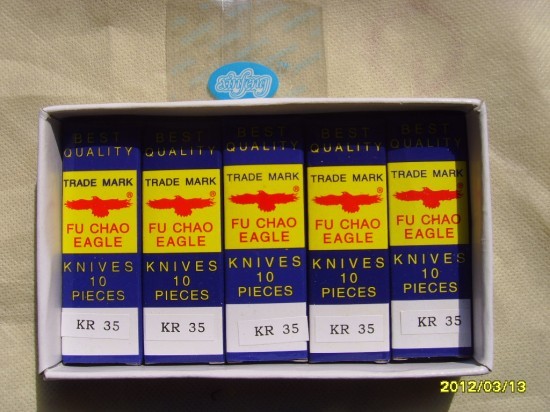 BEST
QUALITY
TRADE MARK
®
FU CHAO
EAGLE
KNIVES
10
PIECES
KR 35
BEST
QUALITY
TRADE MARK
®
FU CHAO
EAGLE
KNIVES
10
PIECES
KR 35
BEST
QUALITY
TRADE MARK
®
FU CHAO
EAGLE
KNIVES
10
PIECES
KR 35
BEST
QUALITY
TRADE MARK
®
FU CHAO
EAGLE
KNIVES
10
PIECES
KR 35
BEST
QUALITY
TRADE MARK
®
FU CHAO
EAGLE
KNIVES
10
PIECES
KR 35
2012/03/13